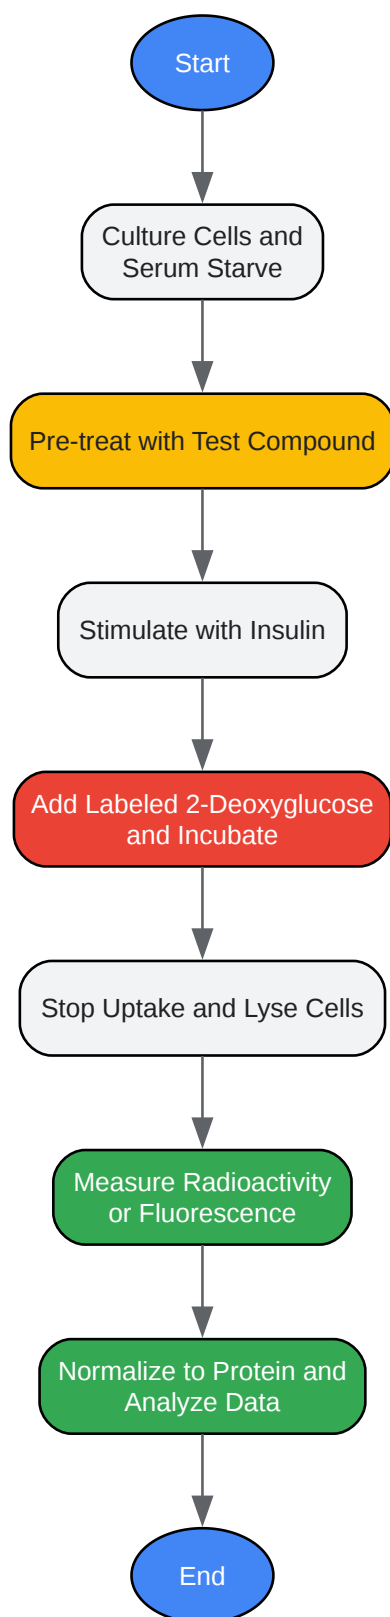 Start
Culture Cells and
Serum Starve
Pre-treat with Test Compound
Stimulate with Insulin
Add Labeled 2-Deoxyglucose
and Incubate
Stop Uptake and Lyse Cells
Measure Radioactivity
or Fluorescence
Normalize to Protein and
Analyze Data
End